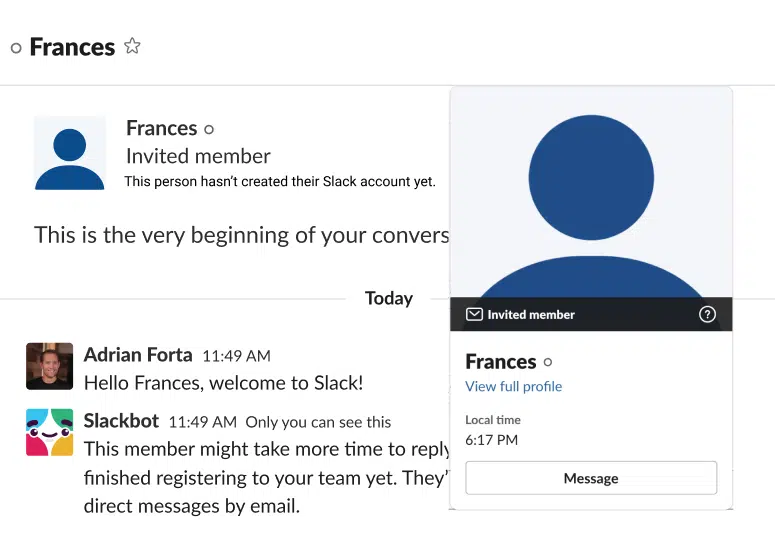 Frances
Frances
Invited member
This person hasn't created their Slack account yet.
This is the very beginning of your convers
Today
Adrian Forta 11:49 AM
Hello Frances, welcome to Slack!
Slackbot 11:49 AM Only you can see this
This member might take more time to reply
finished registering to your team yet. They'
direct messages by email.
Invited member ?
Frances
View full profile
Local time
6:17 PM
Message